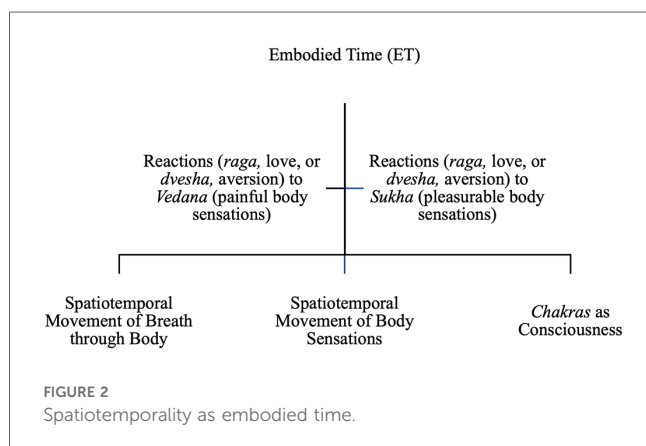 Embodied Time (ET)
Reactions (raga, love, or
dvesha, aversion) to
Vedana (painful body
sensations)
Reactions (raga, love, or
dvesha, aversion) to
Sukha (pleasurable body
sensations)
Spatiotemporal
Movement of Breath
through Body
Spatiotemporal
Movement of Body
Sensations
Chakras as
Consciousness
FIGURE 2
Spatiotemporality as embodied time.